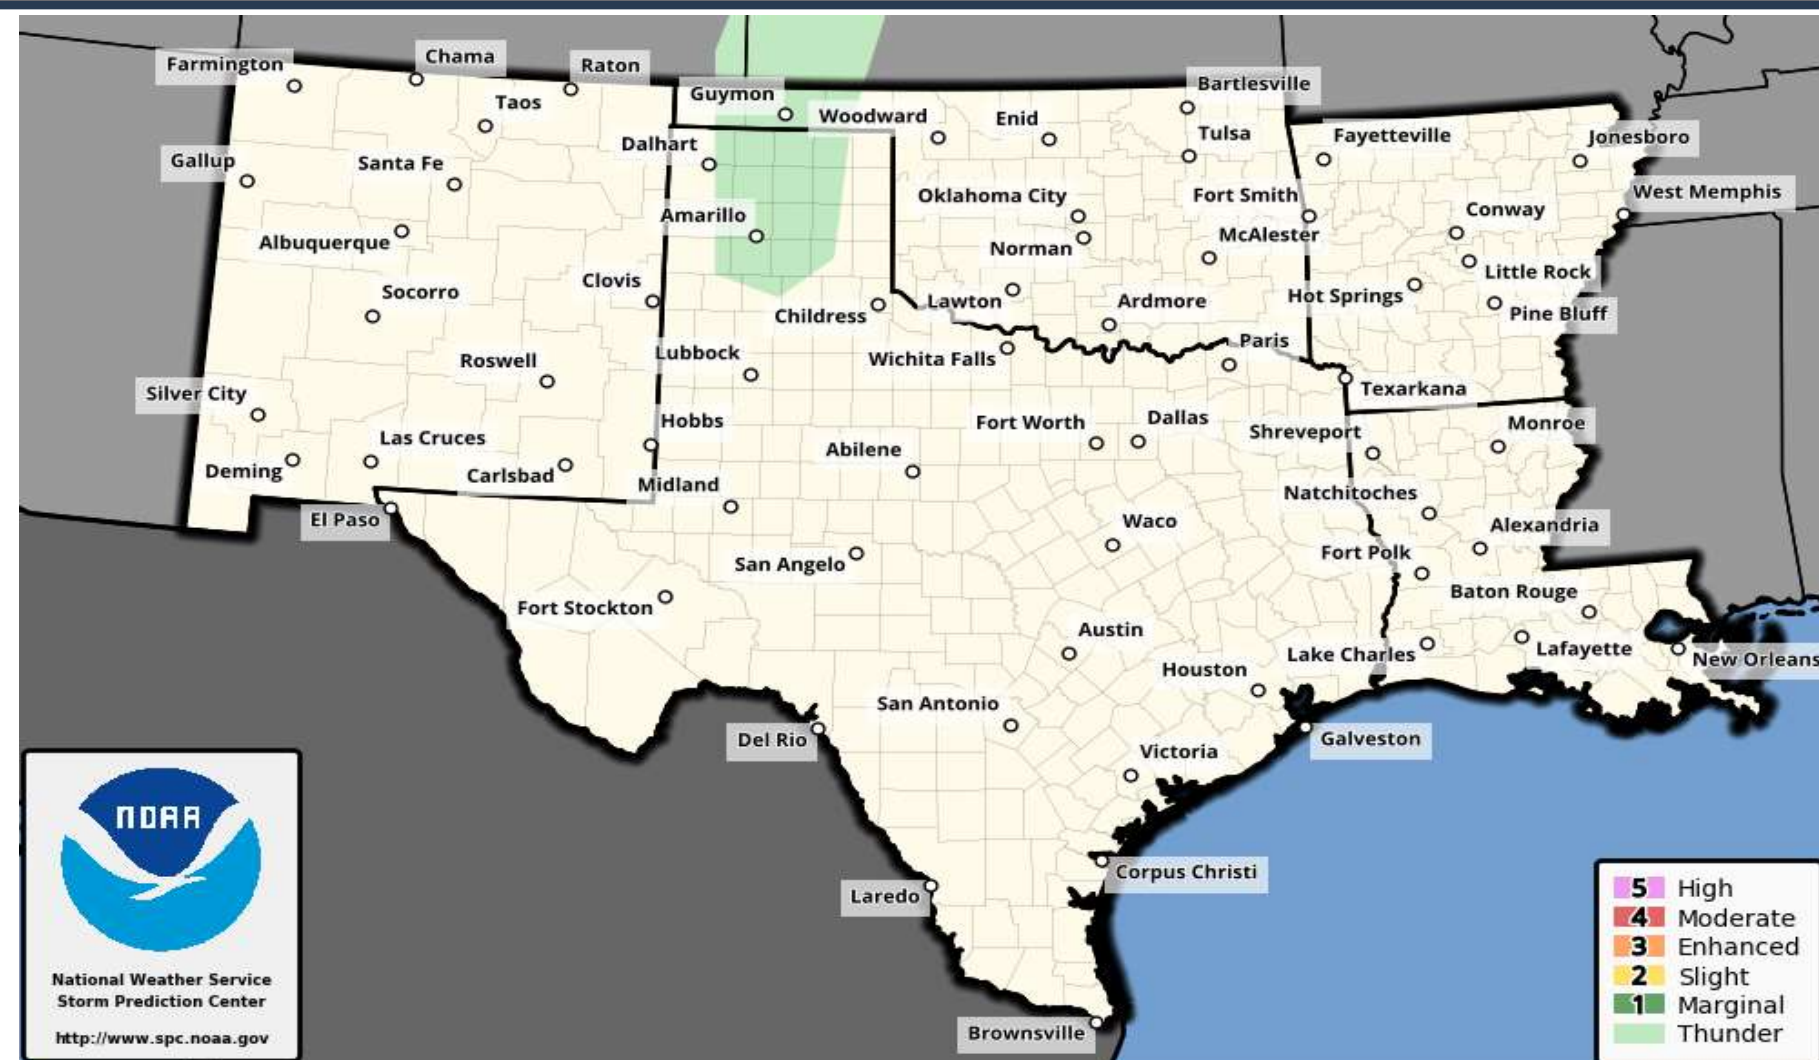 Farmington
Chama
Raton
Taos
Guymon
Woodward
Enid
Bartlesville
Tulsa
Fayetteville
Jonesboro
Gallup
Santa Fe
Dalhart
Oklahoma City
Fort Smith
Conway
West Memphis
Albuquerque
Amarillo
Norman
McAlester
Little Rock
Socorro
Clovis
Childress
Lawton
Ardmore
Hot Springs
Pine Bluff
Roswell
Lubbock
Wichita Falls
Paris
Texarkana
Silver City
Las Cruces
Hobbs
Fort Worth
Dallas
Shreveport
Monroe
Deming
Carlsbad
Midland
Abilene
Natchitoches
El Paso
San Angelo
Waco
Fort Polk
Alexandria
Fort Stockton
Austin
Baton Rouge
Houston
Lake Charles
Lafayette
New Orleans
San Antonio
Del Rio
Victoria
Galveston
Laredo
Corpus Christi
Brownsville
NOAA
National Weather Service
Storm Prediction Center
http://www.spc.noaa.gov
5 High
4 Moderate
3 Enhanced
2 Slight
1 Marginal
Thunder